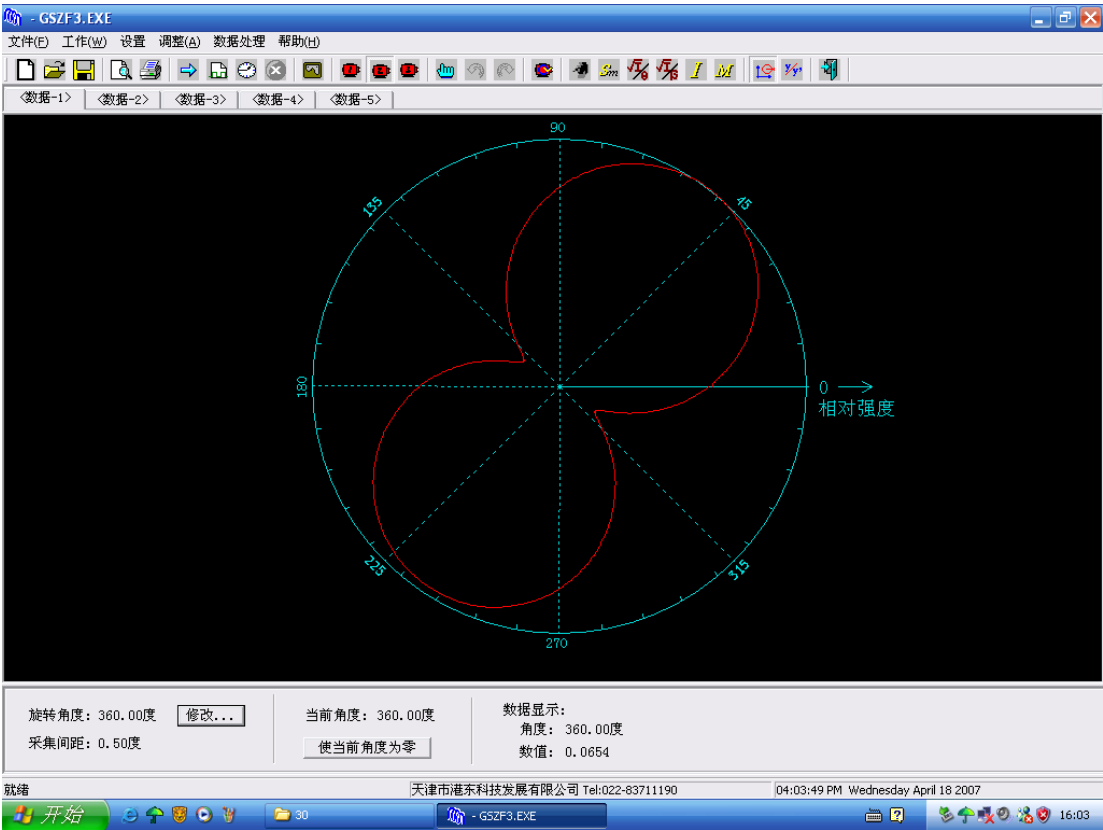 - GSZF3.EXE
文件(F) 工作(W) 设置 调整(A) 数据处理 帮助(H)
Sm √I/θ √I/S I M Y/Y'
<数据-1> <数据-2> <数据-3> <数据-4> <数据-5>
90
135 45
180 0
相对强度
225 315
270
旋转角度: 360.00度 修改... 当前角度: 360.00度 数据显示:
角度: 360.00度
采集间距: 0.50度 使当前角度为零
数值: 0.0654
就绪 天津市港东科技发展有限公司 Tel:022-83711190 04:03:49 PM Wednesday April 18 2007
开始 30 - GSZF3.EXE 16:03